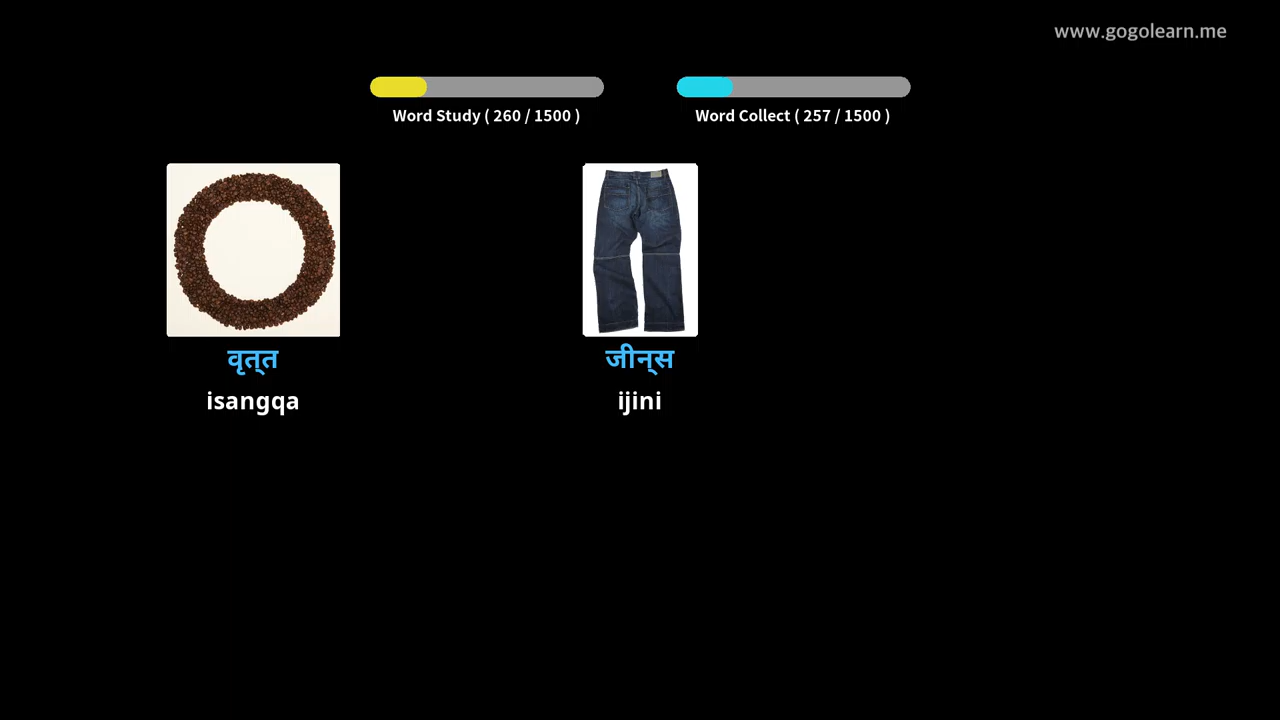 www.gogolearn.me
Word Study ( 260 / 1500 )
Word Collect ( 257 / 1500 )
वृत्‌त
जीन्‌स
isangqa
ijini